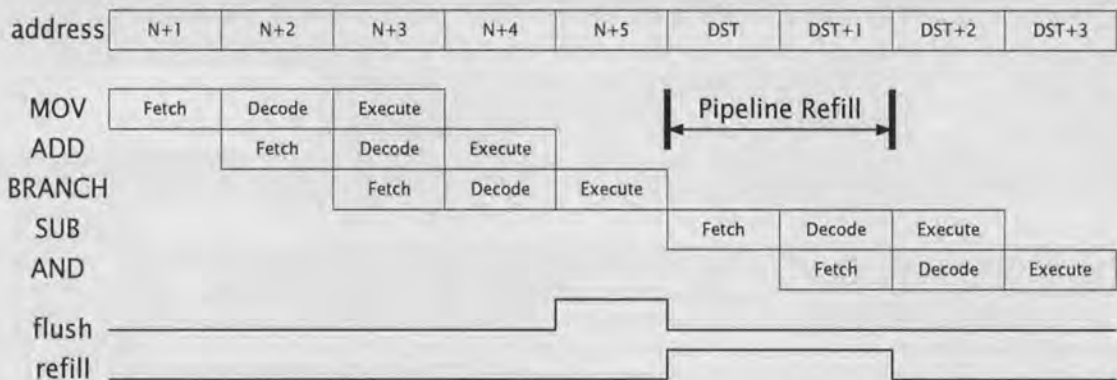 address N+1 N+2 N+3 N+4 N+5 DST DST+1 DST+2 DST+3
MOV Fetch Decode Execute Pipeline Refill
ADD Fetch Decode Execute
BRANCH Fetch Decode Execute
SUB Fetch Decode Execute
AND Fetch Decode Execute
flush
refill